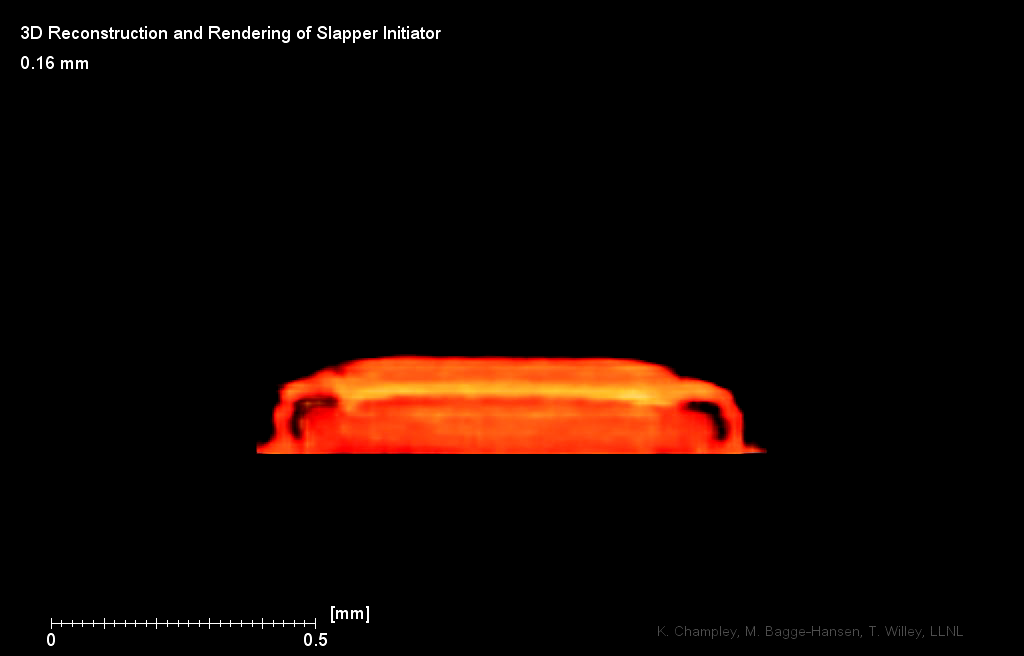 3D Reconstruction and Rendering of Slapper Initiator
0.16 mm
[mm]
0 0.5
K. Champley, M. Bagge-Hansen, T. Willey, LLNL